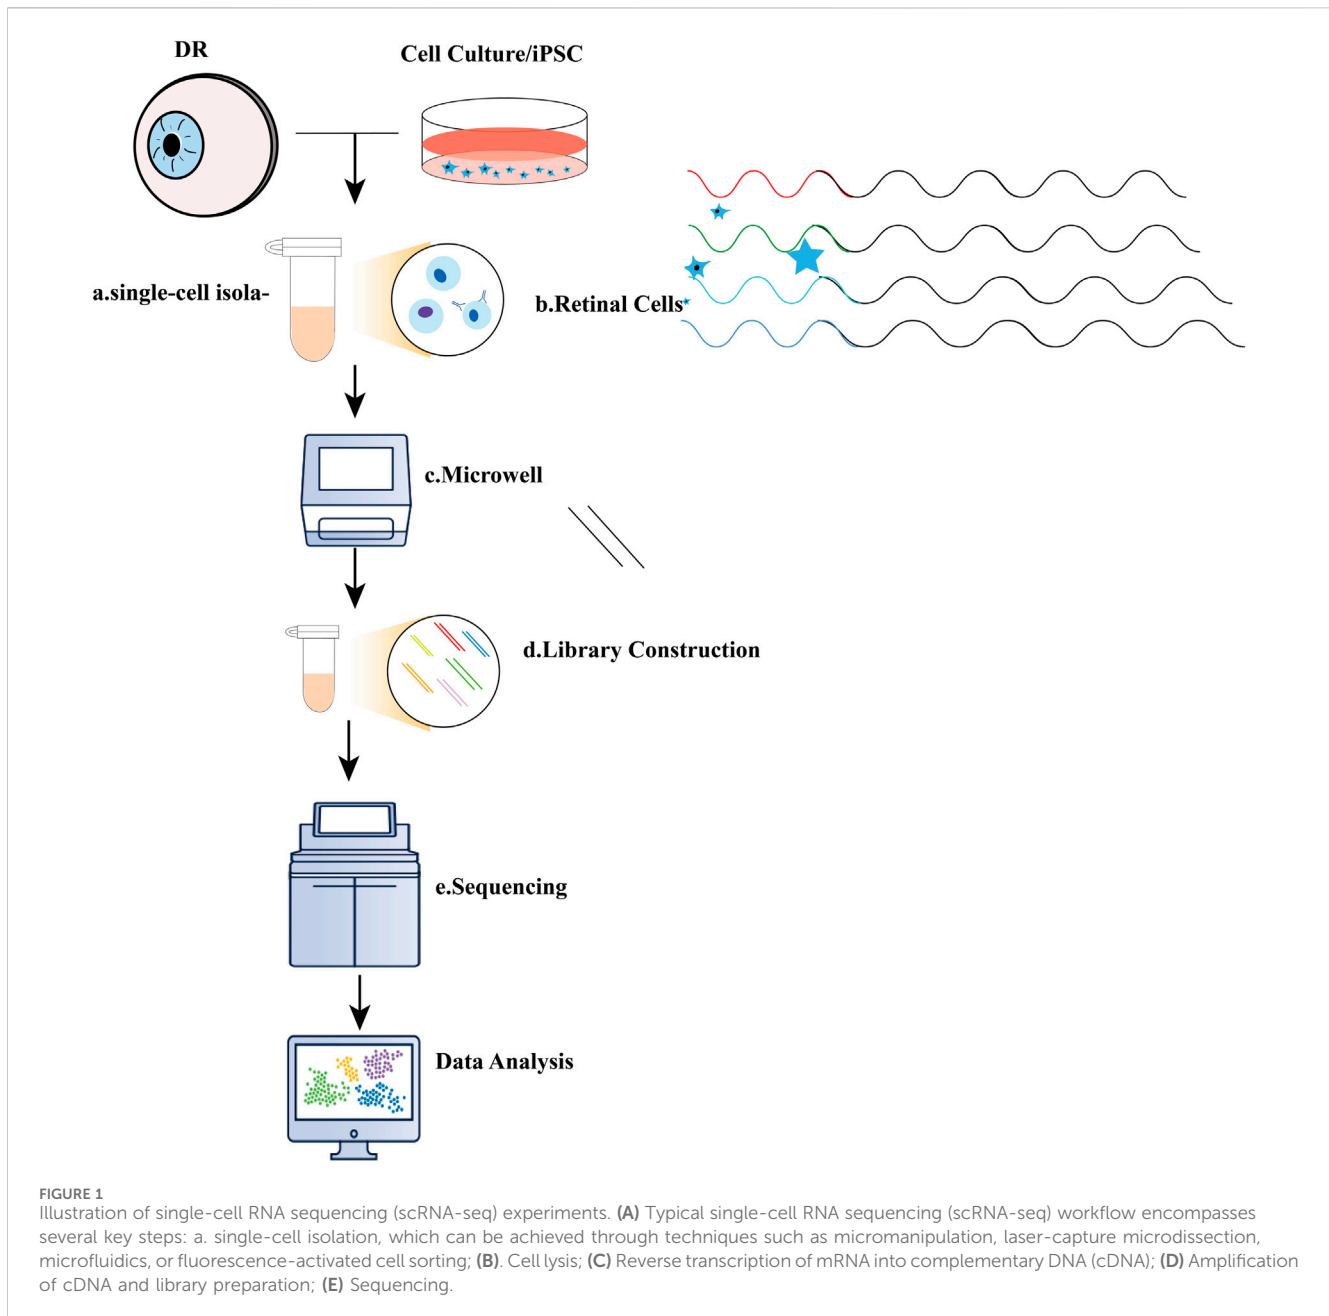 DR
Cell Culture/iPSC
a.single-cell isola-
b.Retinal Cells
c.Microwell
d.Library Construction
e.Sequencing
Data Analysis
FIGURE 1
Illustration of single-cell RNA sequencing (scRNA-seq) experiments. (A) Typical single-cell RNA sequencing (scRNA-seq) workflow encompasses
several key steps: a. single-cell isolation, which can be achieved through techniques such as micromanipulation, laser-capture microdissection,
microfluidics, or fluorescence-activated cell sorting; (B). Cell lysis; (C) Reverse transcription of mRNA into complementary DNA (cDNA); (D) Amplification
of cDNA and library preparation; (E) Sequencing.